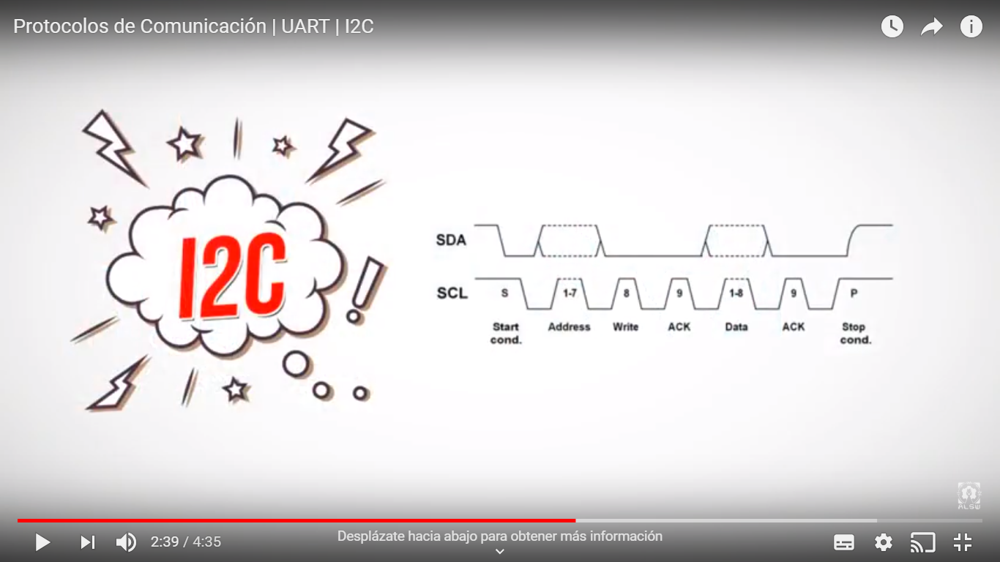 Protocolos de Comunicación | UART | I2C
I2C
SDA
SCL
S 1-7 8 9 1-8 9 P
Start cond. Address Write ACK Data ACK Stop cond.
ALSW
2:39 / 4:35
Desplázate hacia abajo para obtener más información